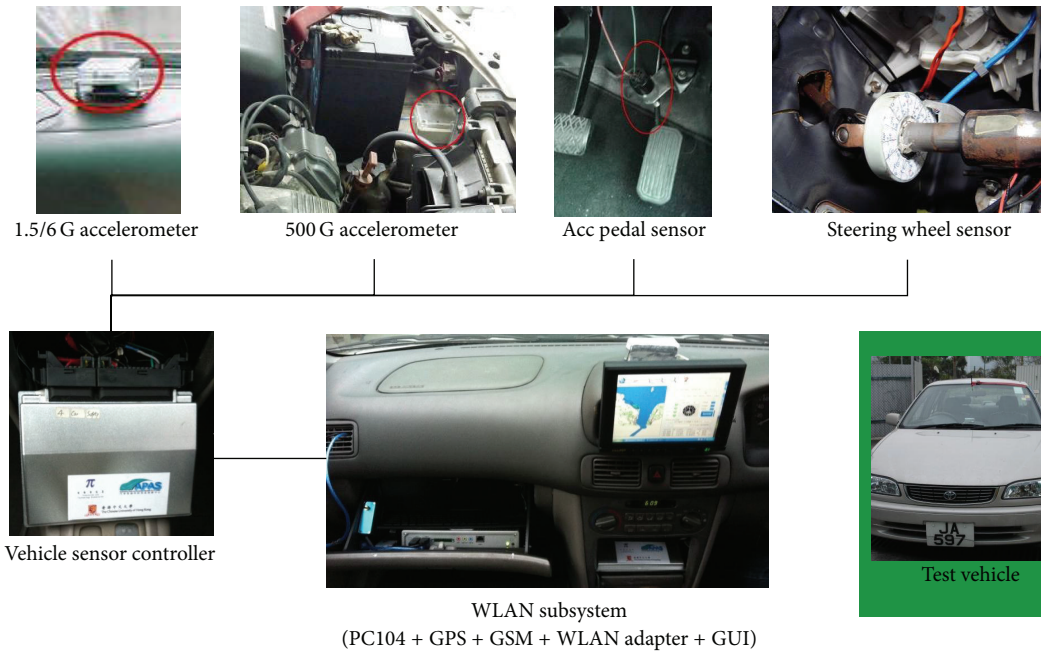 1.5/6 G accelerometer
500 G accelerometer
Acc pedal sensor
Steering wheel sensor
π
APAS
Vehicle sensor controller
WLAN subsystem
(PC104 + GPS + GSM + WLAN adapter + GUI)
JA
597
Test vehicle